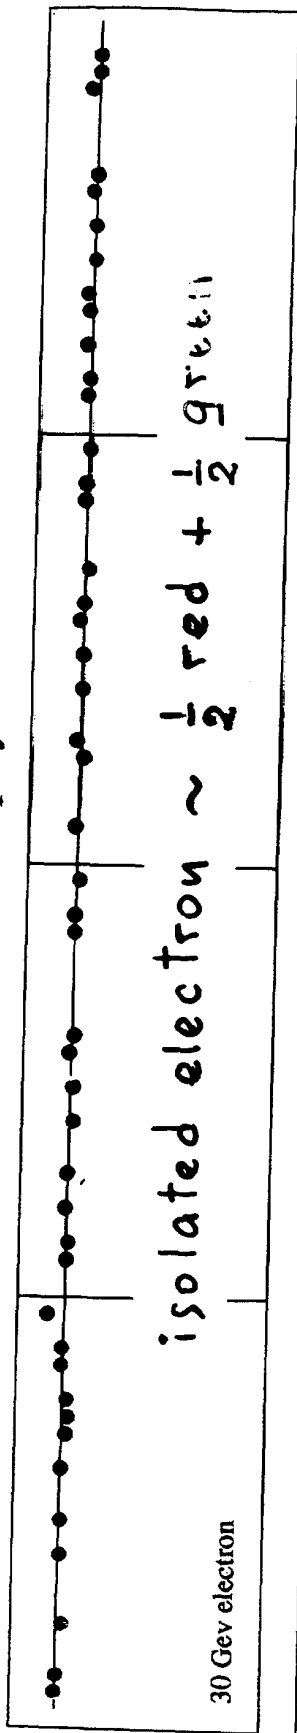 isolated electron ~ 1/2 red + 1/2 green
30 Gev electron